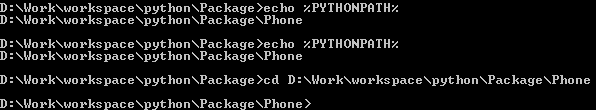 D:\Work\workspace\python\Package>echo %PYTHONPATH%
D:\Work\workspace\python\Package\Phone
D:\Work\workspace\python\Package>echo %PYTHONPATH%
D:\Work\workspace\python\Package\Phone
D:\Work\workspace\python\Package>cd D:\Work\workspace\python\Package\Phone
D:\Work\workspace\python\Package\Phone>